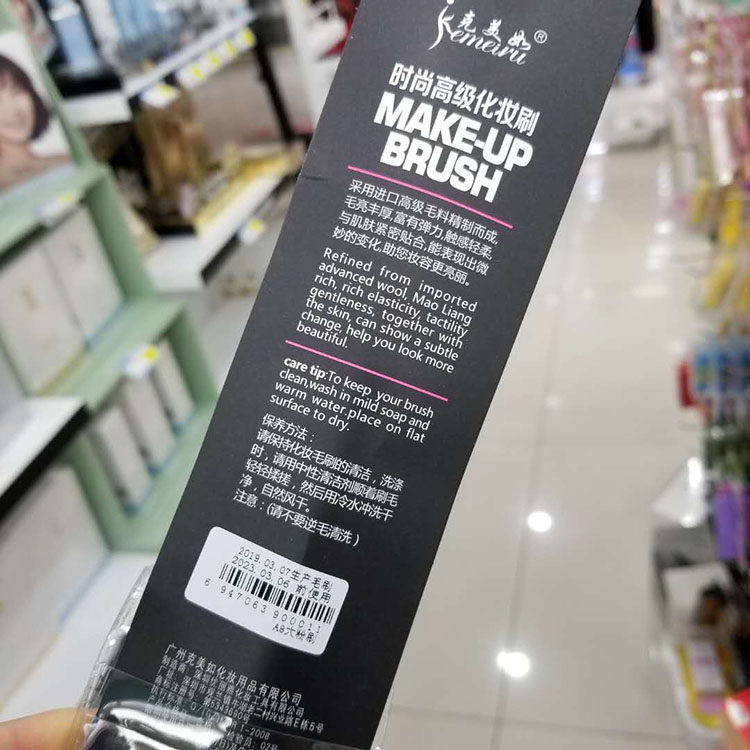 克美如®
Kemeiru
时尚高级化妆刷
MAKE-UP
BRUSH
采用进口高级毛料精制而成,
毛亮丰厚,富有弹力,触感轻柔,
与肌肤紧密贴合,能表现出微
妙的变化,助您妆容更亮丽。
Refined from imported
advanced wool, Mao Liang
rich, rich elasticity, tactility
gentleness, together with
the skin, can show a subtle
change, help you look more
beautiful.
care tip:To keep your brush
clean,wash in mild soap and
warm water.place on flat
surface to dry.
保养方法:
请保持化妆毛刷的清洁，洗涤
时，请用中性清洁剂顺着刷毛
轻轻揉搓，然后用冷水冲洗干
净，自然风干。
注意：(请不要逆毛清洗)
2019.03.07生产毛刷
2023.03.06 前使用
6 947063 900011
A8大粉刷
广州克美如化妆用品有限公司